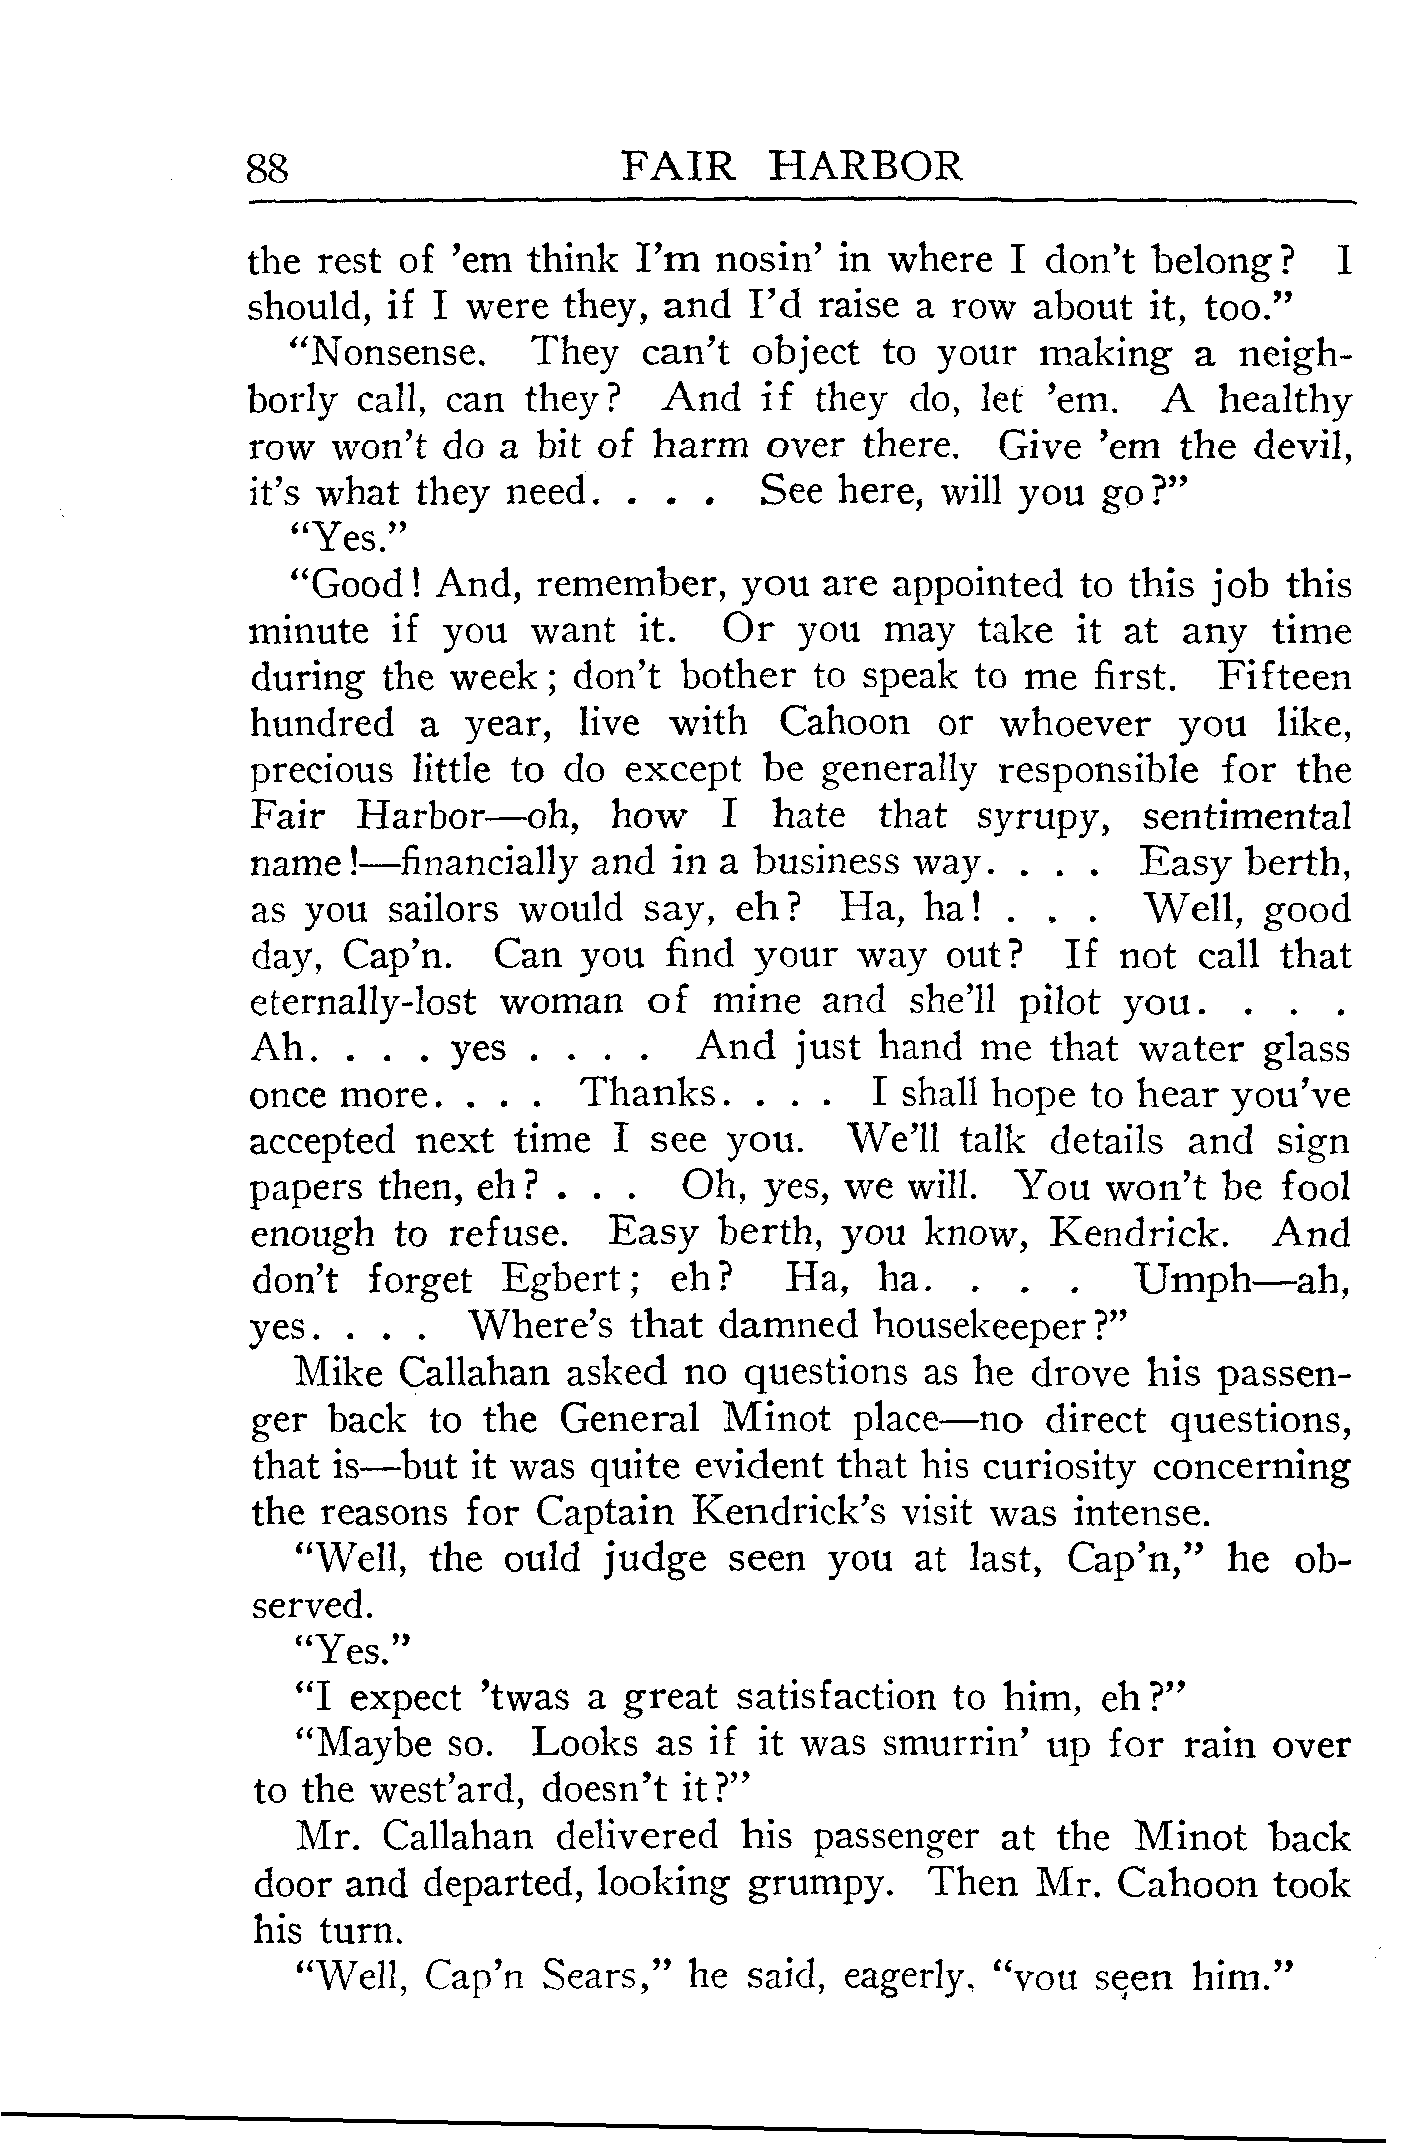 88 FAIR HARBOR
the rest of 'em think I'm nosin' in where I don't belong? I
should, if I were they, and I'd raise a row about it, too."
"Nonsense. They can't object to your making a neigh-
borly call, can they? And if they do, let 'em. A healthy
row won't do a bit of harm over there. Give 'em the devil,
it's what they need. . . . See here, will you go?"
"Yes."
"Good! And, remember, you are appointed to this job this
minute if you want it. Or you may take it at any time
during the week; don't bother to speak to me first. Fifteen
hundred a year, live with Cahoon or whoever you like,
precious little to do except be generally responsible for the
Fair Harbor—oh, how I hate that syrupy, sentimental
name!—financially and in a business way. . . . Easy berth,
as you sailors would say, eh? Ha, ha! . . . Well, good
day, Cap'n. Can you find your way out? If not call that
eternally-lost woman of mine and she'll pilot you. . . .
Ah. . . . yes . . . . And just hand me that water glass
once more. . . . Thanks. . . . I shall hope to hear you've
accepted next time I see you. We'll talk details and sign
papers then, eh? . . . Oh, yes, we will. You won't be fool
enough to refuse. Easy berth, you know, Kendrick. And
don't forget Egbert; eh? Ha, ha. . . . Umph—ah,
yes. . . . Where's that damned housekeeper?"
Mike Callahan asked no questions as he drove his passen-
ger back to the General Minot place—no direct questions,
that is—but it was quite evident that his curiosity concerning
the reasons for Captain Kendrick's visit was intense.
"Well, the ould judge seen you at last, Cap'n," he ob-
served.
"Yes."
"I expect 'twas a great satisfaction to him, eh?"
"Maybe so. Looks as if it was smurrin' up for rain over
to the west'ard, doesn't it?"
Mr. Callahan delivered his passenger at the Minot back
door and departed, looking grumpy. Then Mr. Cahoon took
his turn.
"Well, Cap'n Sears," he said, eagerly, "you seen him."